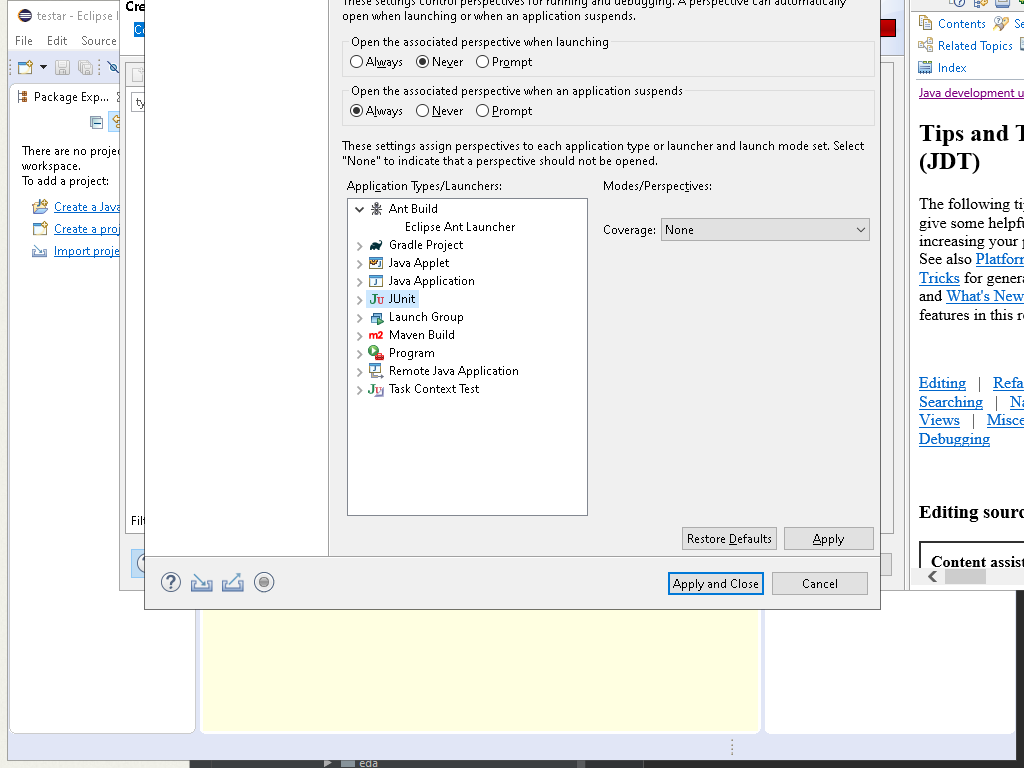 testar - Eclipse I
Cre
File Edit Source
These settings control perspectives for running and debugging. A perspective can automatically
open when launching or when an application suspends.
Open the associated perspective when launching
Always Never Prompt
Open the associated perspective when an application suspends
Always Never Prompt
These settings assign perspectives to each application type or launcher and launch mode set. Select
"None" to indicate that a perspective should not be opened.
Application Types/Launchers:
Modes/Perspectives:
Ant Build
Eclipse Ant Launcher
Gradle Project
Java Applet
Java Application
JUnit
Launch Group
Maven Build
Program
Remote Java Application
Task Context Test
Coverage: None
Restore Defaults Apply
Apply and Close Cancel
Package Exp...
ty
There are no proje
workspace.
To add a project:
Create a Java
Create a proj
Import proje
Filt
Contents Se
Related Topics
Index
Java development u
Tips and T
(JDT)
The following ti
give some helpfu
increasing your p
See also Platform
Tricks for genera
and What's New
features in this re
Editing | Refa
Searching | Na
Views | Misce
Debugging
Editing sourc
Content assist
eda